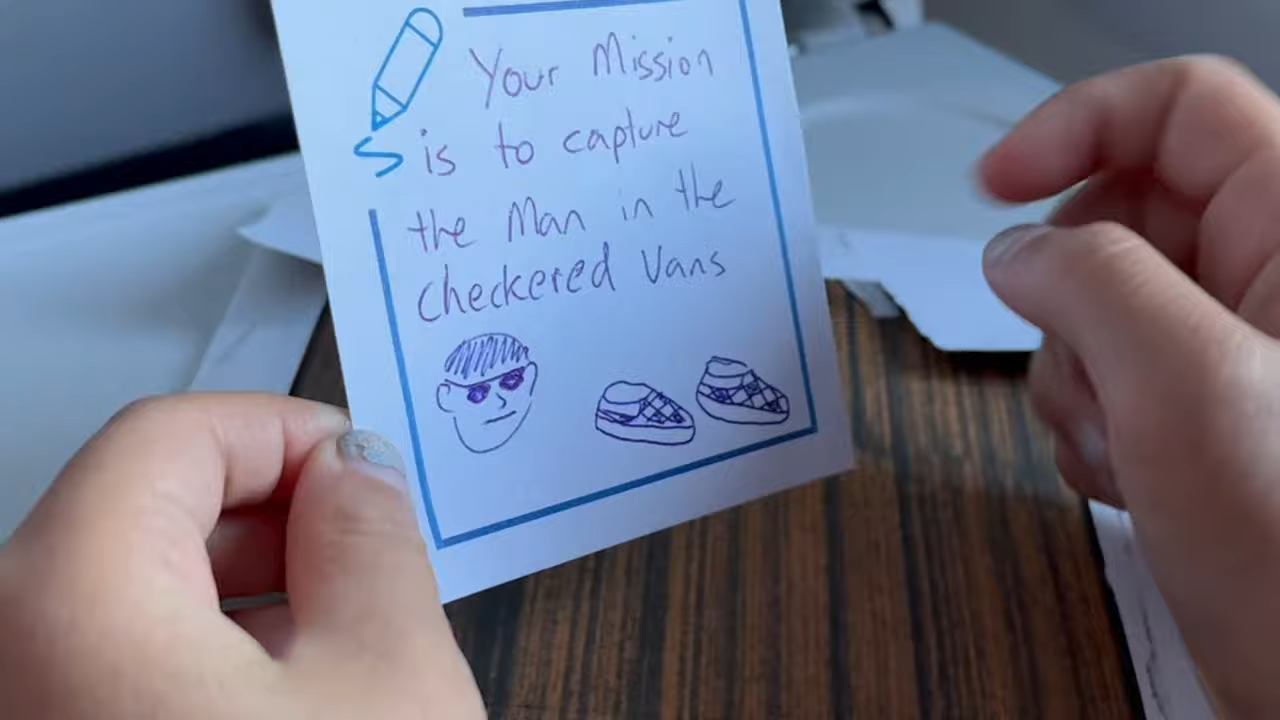 Your Mission
is to capture
the Man in the
checkered Vans